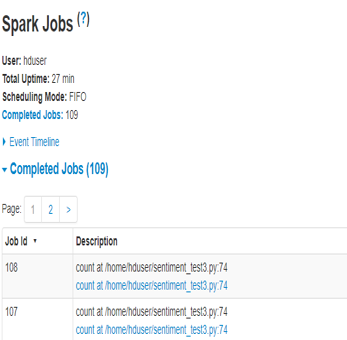 Spark Jobs (?)
User: hduser
Total Uptime: 27 min
Scheduling Mode: FIFO
Completed Jobs: 109
Event Timeline
Completed Jobs (109)
Page: 1 2 >
Job Id ▾ Description
108 count at /home/hduser/sentiment_test3.py:74
count at /home/hduser/sentiment_test3.py:74
107 count at /home/hduser/sentiment_test3.py:74
count at /home/hduser/sentiment_test3.py:74